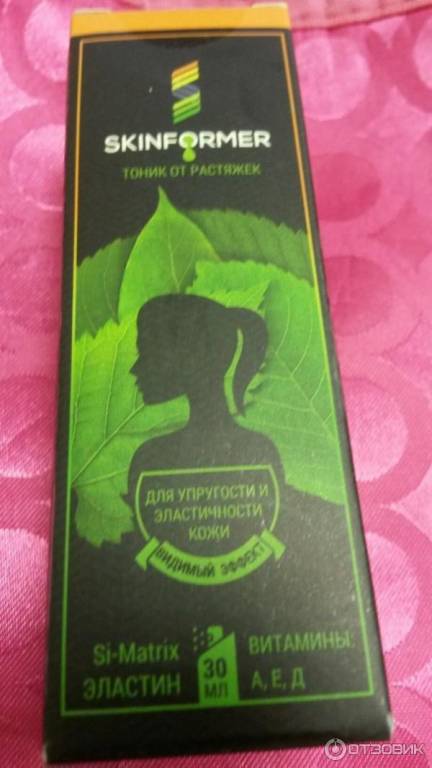 SKINFORMER
ТОНИК ОТ РАСТЯЖЕК
ДЛЯ УПРУГОСТИ И
ЭЛАСТИЧНОСТИ
КОЖИ
ВИДИМЫЙ ЭФФЕКТ
Si-Matrix
ЭЛАСТИН
30
МЛ
ВИТАМИНЫ:
А, Е, Д
ОТЗОВИК